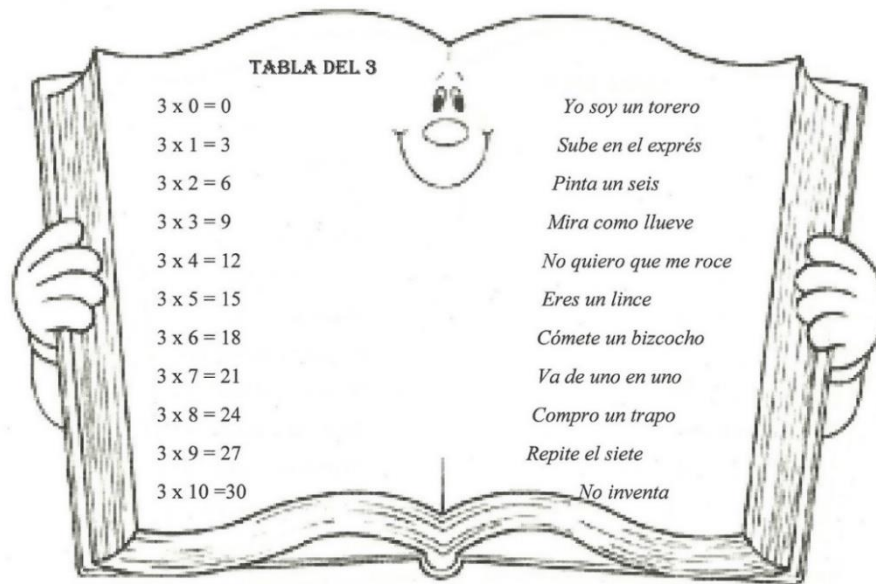 TABLA DEL 3
3 x 0 = 0 Yo soy un torero
3 x 1 = 3 Sube en el exprés
3 x 2 = 6 Pinta un seis
3 x 3 = 9 Mira como llueve
3 x 4 = 12 No quiero que me roce
3 x 5 = 15 Eres un lince
3 x 6 = 18 Cómete un bizcocho
3 x 7 = 21 Va de uno en uno
3 x 8 = 24 Compro un trapo
3 x 9 = 27 Repite el siete
3 x 10 =30 No inventa